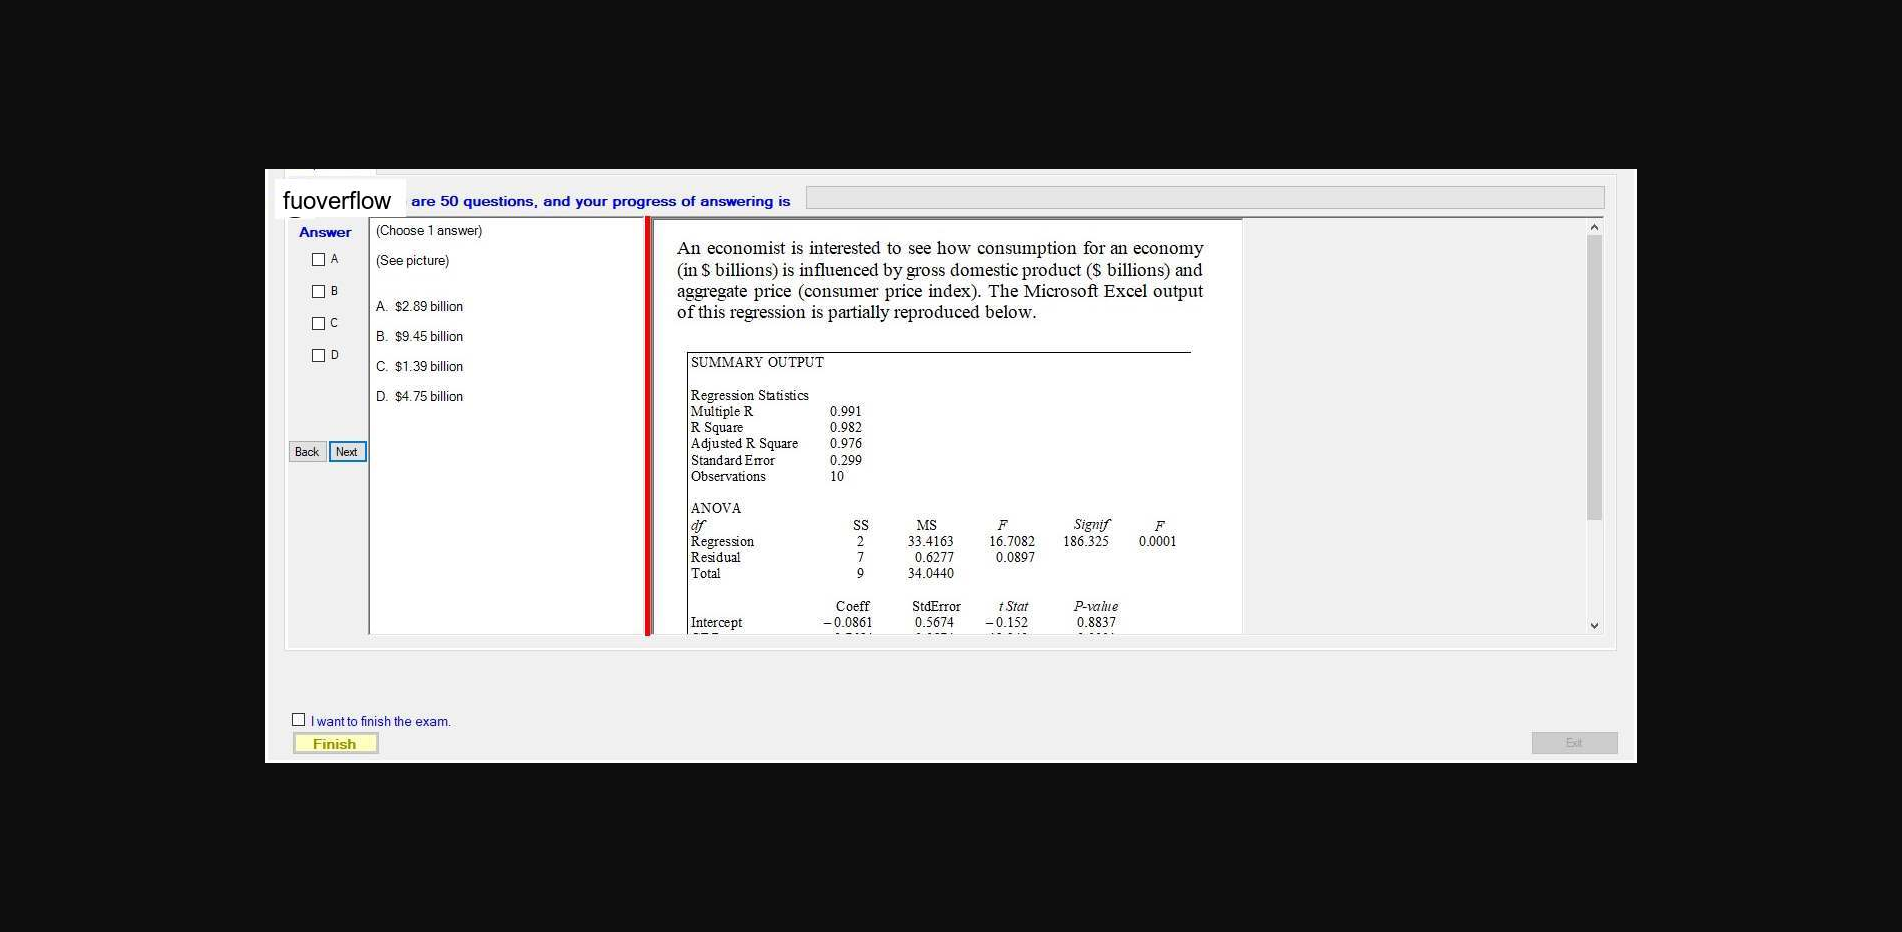 fuoverflow are 50 questions, and your progress of answering is
Answer
A
B
C
D
Back Next
(Choose 1 answer)
(See picture)
A. $2.89 billion
B. $9.45 billion
C. $1.39 billion
D. $4.75 billion
An economist is interested to see how consumption for an economy
(in $ billions) is influenced by gross domestic product ($ billions) and
aggregate price (consumer price index). The Microsoft Excel output
of this regression is partially reproduced below.
SUMMARY OUTPUT
Regression Statistics
Multiple R 0.991
R Square 0.982
Adjusted R Square 0.976
Standard Error 0.299
Observations 10
ANOVA
df SS MS F Signif F
Regression 2 33.4163 16.7082 186.325 0.0001
Residual 7 0.6277 0.0897
Total 9 34.0440
Coeff StdError t Stat P-value
Intercept −0.0861 0.5674 −0.152 0.8837
I want to finish the exam.
Finish
Exit